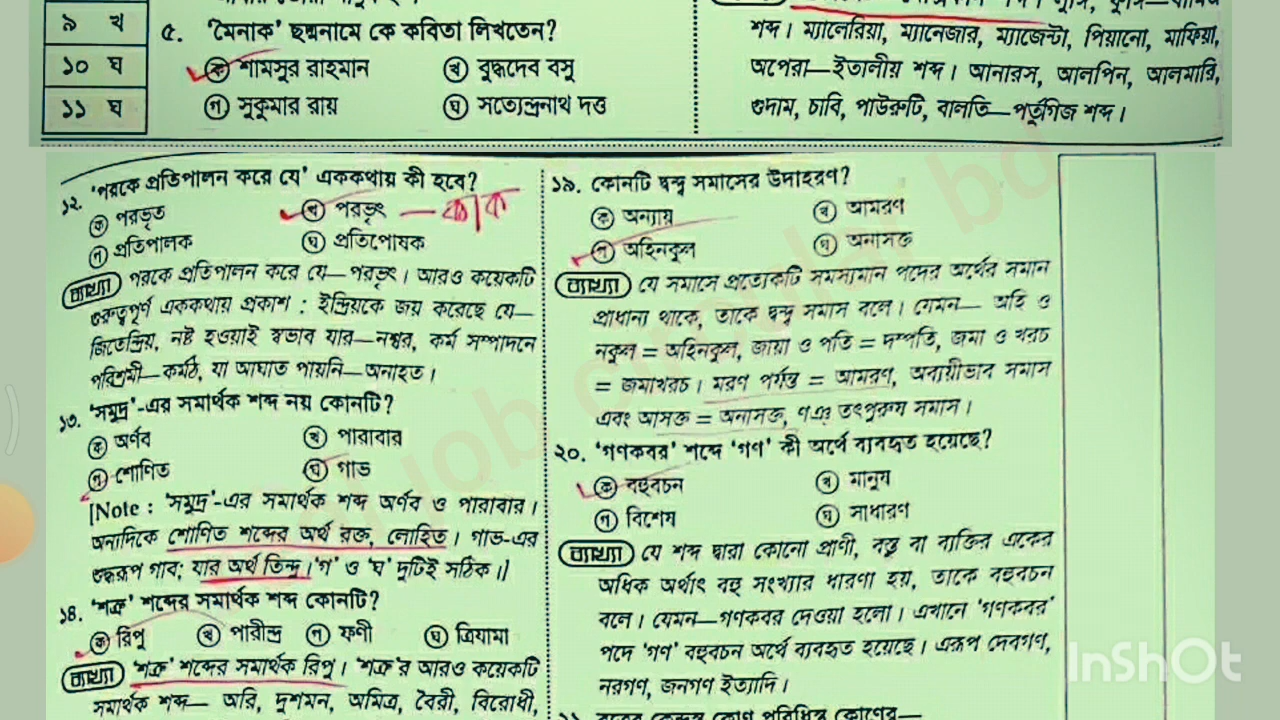 ৯ খ
১০ ঘ
১১ ঘ
৫. ‘মৈনাক’ ছদ্মনামে কে কবিতা লিখতেন?
ক শামসুর রাহমান খ বুদ্ধদেব বসু
গ সুকুমার রায় ঘ সত্যেন্দ্রনাথ দত্ত
শব্দ। ম্যালেরিয়া, ম্যানেজার, ম্যাজেন্টা, পিয়ানো, মাফিয়া,
অপেরা—ইতালীয় শব্দ। আনারস, আলপিন, আলমারি,
গুদাম, চাবি, পাউরুটি, বালতি—পর্তুগিজ শব্দ।
১২. ‘পরকে প্রতিপালন করে যে’ এককথায় কী হবে?
ক পরভৃত খ পরভৃৎ — কাক
গ প্রতিপালক ঘ প্রতিপোষক
ব্যাখ্যা পরকে প্রতিপালন করে যে—পরভৃৎ। আরও কয়েকটি
গুরুত্বপূর্ণ এককথায় প্রকাশ : ইন্দ্রিয়কে জয় করেছে যে—
জিতেন্দ্রিয়, নষ্ট হওয়াই স্বভাব যার—নশ্বর, কর্ম সম্পাদনে
পরিশ্রমী—কর্মঠ, যা আঘাত পায়নি—অনাহত।
১৩. ‘সমুদ্র’-এর সমার্থক শব্দ নয় কোনটি?
ক অর্ণব খ পারাবার
গ শোণিত ঘ গাভ
[Note : ‘সমুদ্র’-এর সমার্থক শব্দ অর্ণব ও পারাবার।
অন্যদিকে শোণিত শব্দের অর্থ রক্ত, লোহিত। গাভ-এর
শুদ্ধরূপ গাব; যার অর্থ তিন্দু। ‘গ’ ও ‘ঘ’ দুটিই সঠিক।]
১৪. ‘শত্রু’ শব্দের সমার্থক শব্দ কোনটি?
ক রিপু খ পারীন্দ্র গ ফণী ঘ ত্রিযামা
ব্যাখ্যা ‘শত্রু’ শব্দের সমার্থক রিপু। ‘শত্রু’র আরও কয়েকটি
সমার্থক শব্দ— অরি, দুশমন, অমিত্র, বৈরী, বিরোধী,
১৯. কোনটি দ্বন্দ্ব সমাসের উদাহরণ?
ক অন্যায় খ আমরণ
গ অহিনকুল ঘ অনাসক্ত
ব্যাখ্যা যে সমাসে প্রত্যেকটি সমস্যমান পদের অর্থের সমান
প্রাধান্য থাকে, তাকে দ্বন্দ্ব সমাস বলে। যেমন— অহি ও
নকুল = অহিনকুল, জায়া ও পতি = দম্পতি, জমা ও খরচ
= জমাখরচ। মরণ পর্যন্ত = আমরণ, অব্যয়ীভাব সমাস
এবং আসক্ত = অনাসক্ত, নঞ তৎপুরুষ সমাস।
২০. ‘গণকবর’ শব্দে ‘গণ’ কী অর্থে ব্যবহৃত হয়েছে?
ক বহুবচন খ মানুষ
গ বিশেষ ঘ সাধারণ
ব্যাখ্যা যে শব্দ দ্বারা কোনো প্রাণী, বস্তু বা ব্যক্তির একের
অধিক অর্থাৎ বহু সংখ্যার ধারণা হয়, তাকে বহুবচন
বলে। যেমন—গণকবর দেওয়া হলো। এখানে ‘গণকবর’
পদে ‘গণ’ বহুবচন অর্থে ব্যবহৃত হয়েছে। এরূপ দেবগণ,
নরগণ, জনগণ ইত্যাদি।
InShOt